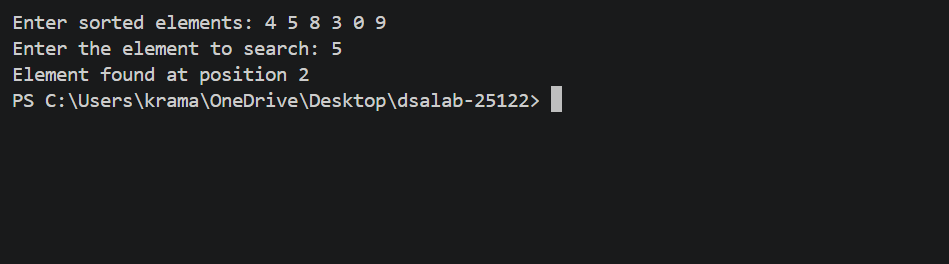 Enter sorted elements: 4 5 8 3 0 9
Enter the element to search: 5
Element found at position 2
PS C:\Users\krama\OneDrive\Desktop\dsalab-25122>